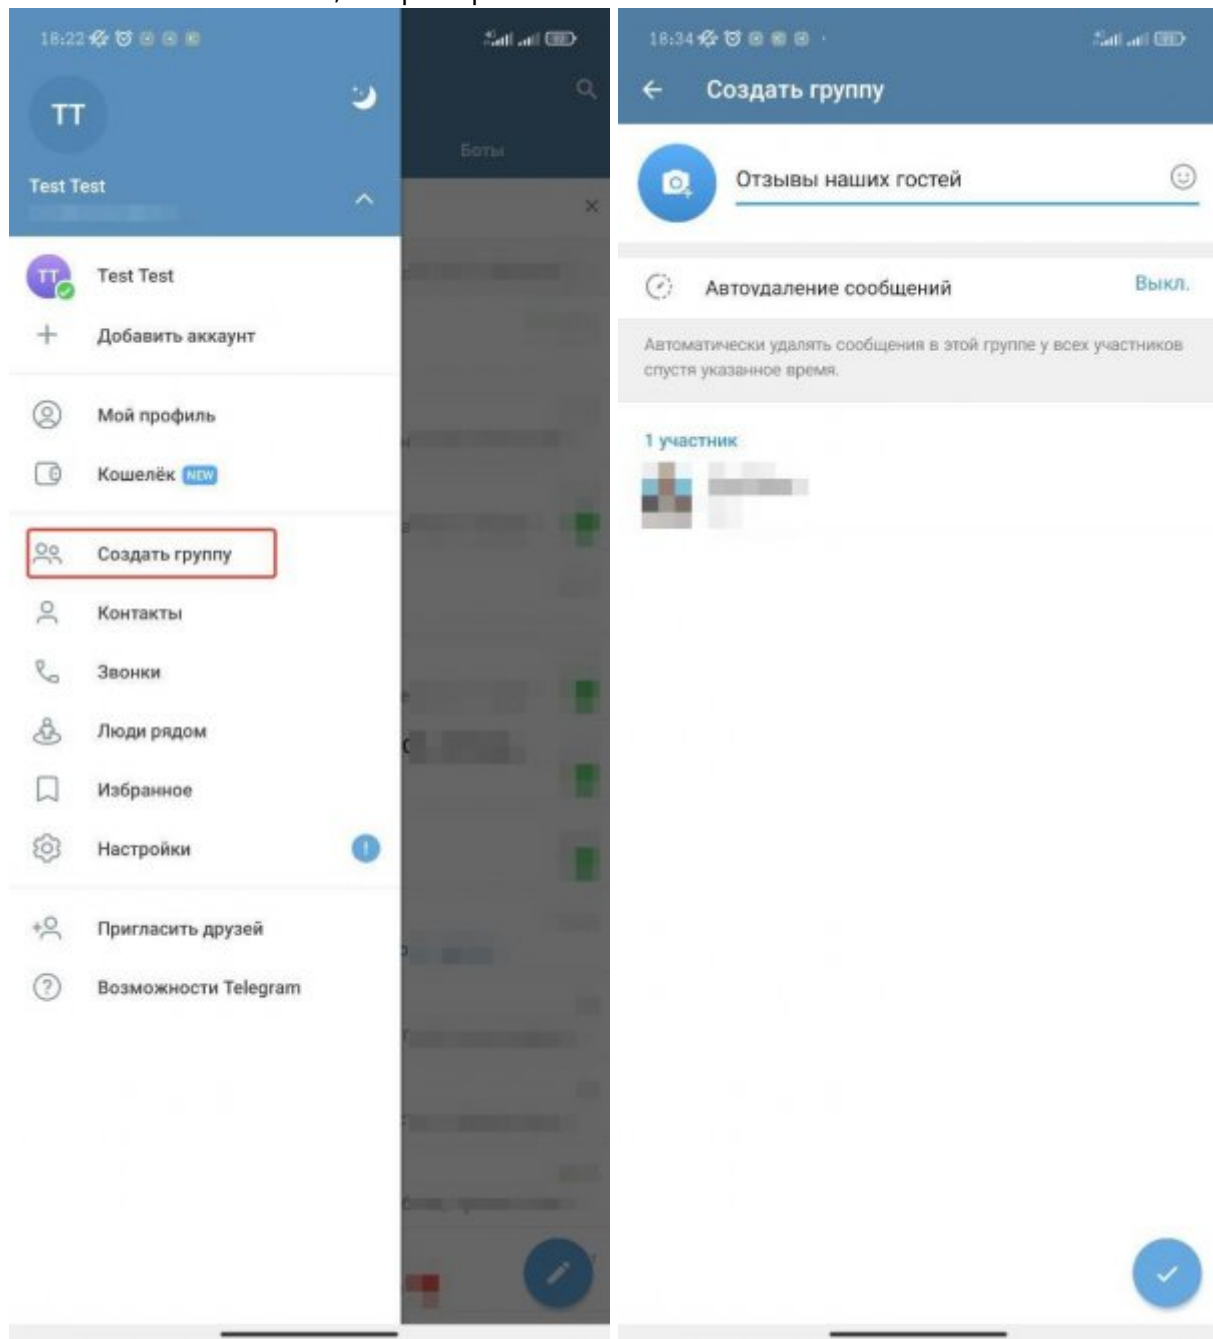 18:22
TT
Боты
Test Test
TT
Test Test
Добавить аккаунт
Мой профиль
Кошелёк NEW
Создать группу
Контакты
Звонки
Люди рядом
Избранное
Настройки
Пригласить друзей
Возможности Telegram
18:34
Создать группу
Отзывы наших гостей
Автоудаление сообщений Выкл.
Автоматически удалять сообщения в этой группе у всех участников
спустя указанное время.
1 участник